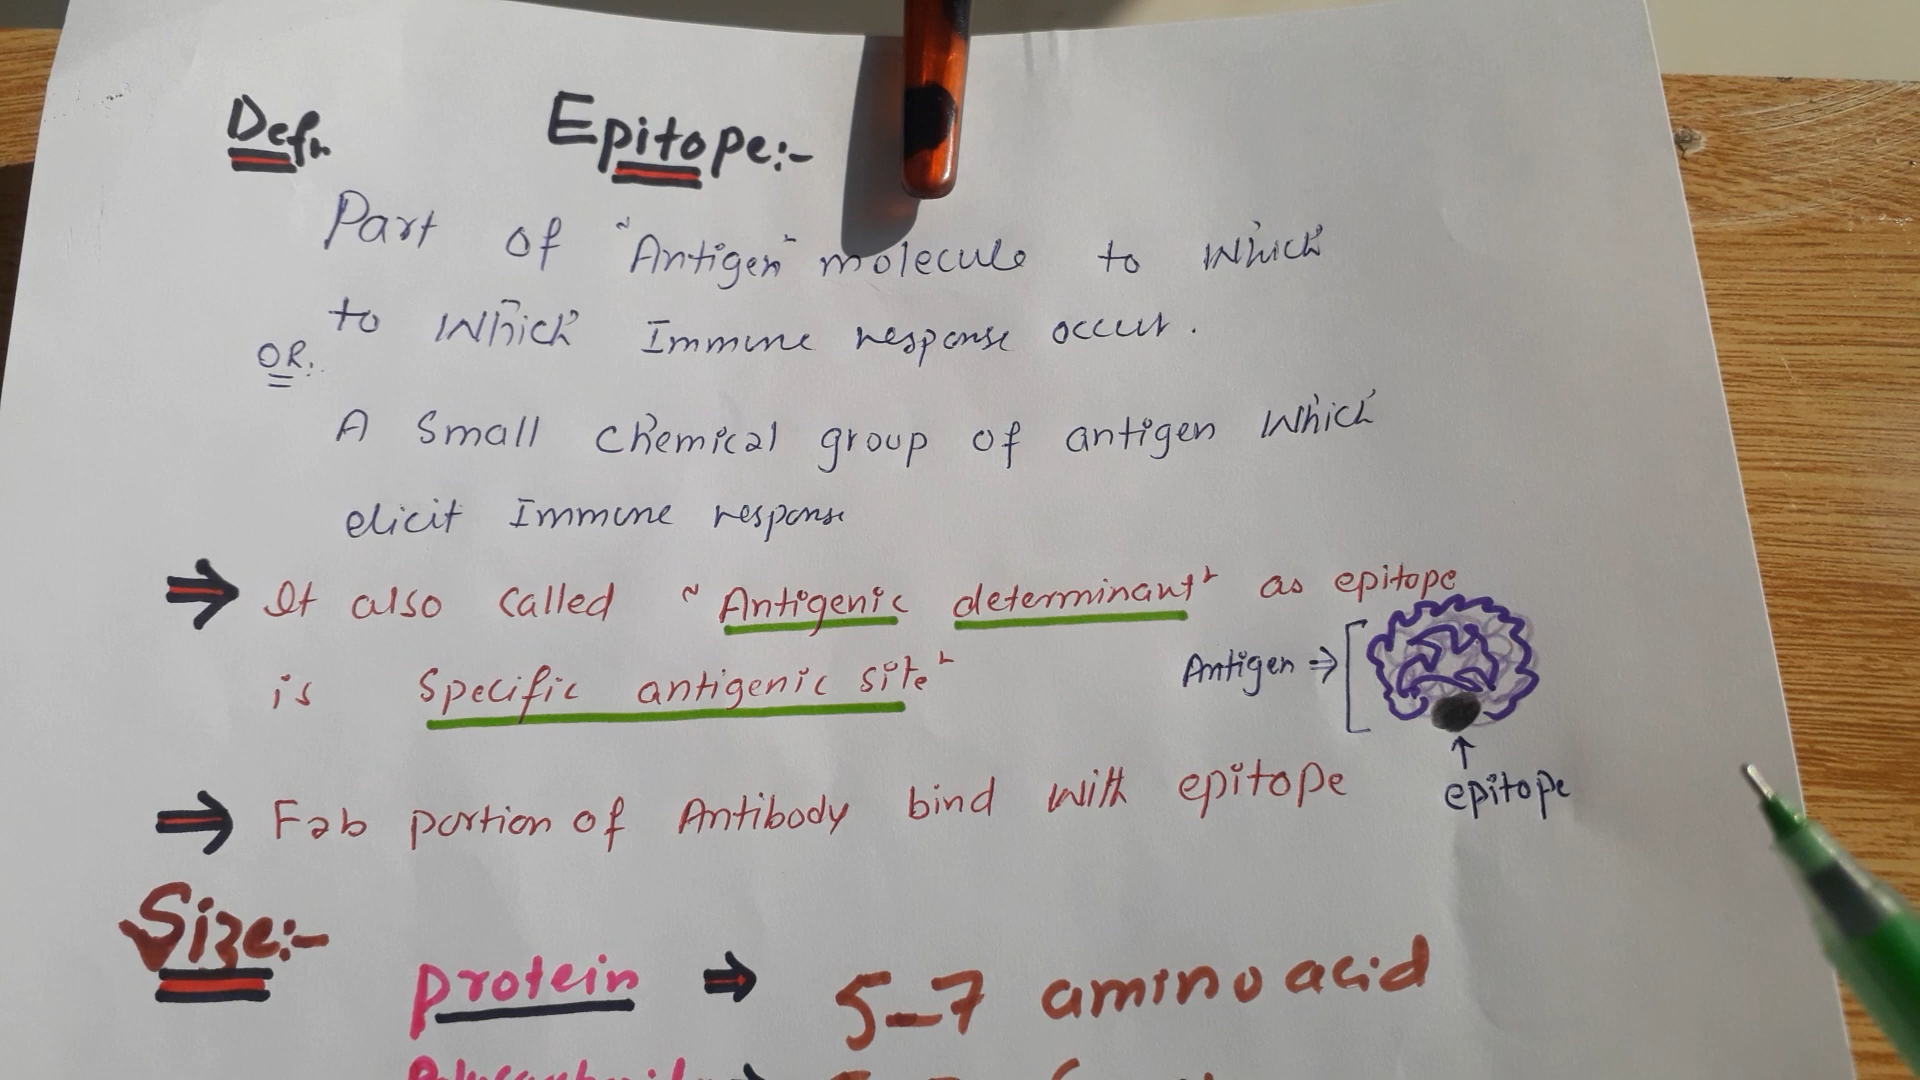 Defn. Epitope:-
Part of "Antigen" molecule to which
to which Immune response occur.
OR.
A Small chemical group of antigen which
elicit Immune response
⇒ It also called "Antigenic determinant" as epitope
is Specific antigenic site"
Antigen ⇒
epitope
⇒ Fab portion of Antibody bind with epitope
Size:-
protein ⇒ 5-7 amino acid